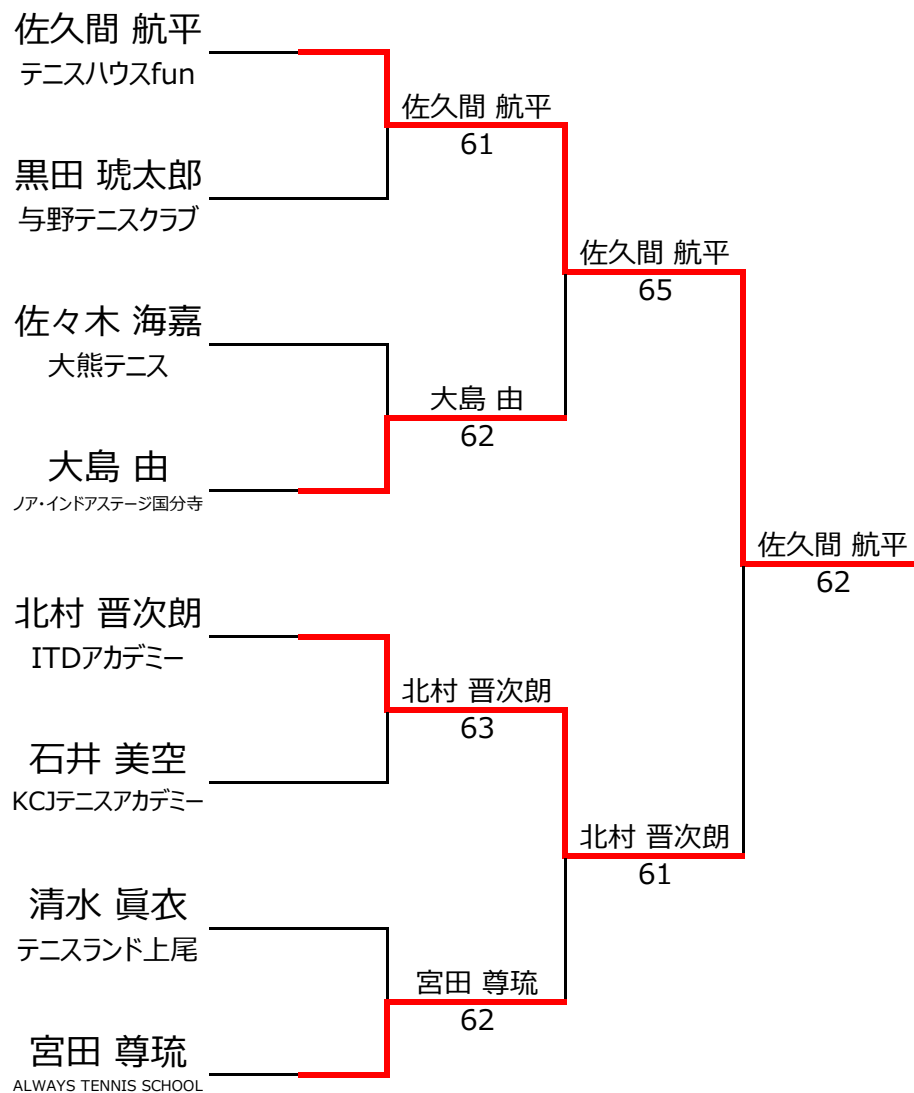 佐久間 航平
テニスハウスfun
佐久間 航平
61
黒田 琥太郎
与野テニスクラブ
佐久間 航平
65
佐々木 海嘉
大熊テニス
大島 由
62
大島 由
ノア・インドアステージ国分寺
佐久間 航平
62
北村 晋次朗
ITDアカデミー
北村 晋次朗
63
石井 美空
KCJテニスアカデミー
北村 晋次朗
61
清水 眞衣
テニスランド上尾
宮田 尊琉
62
宮田 尊琉
ALWAYS TENNIS SCHOOL